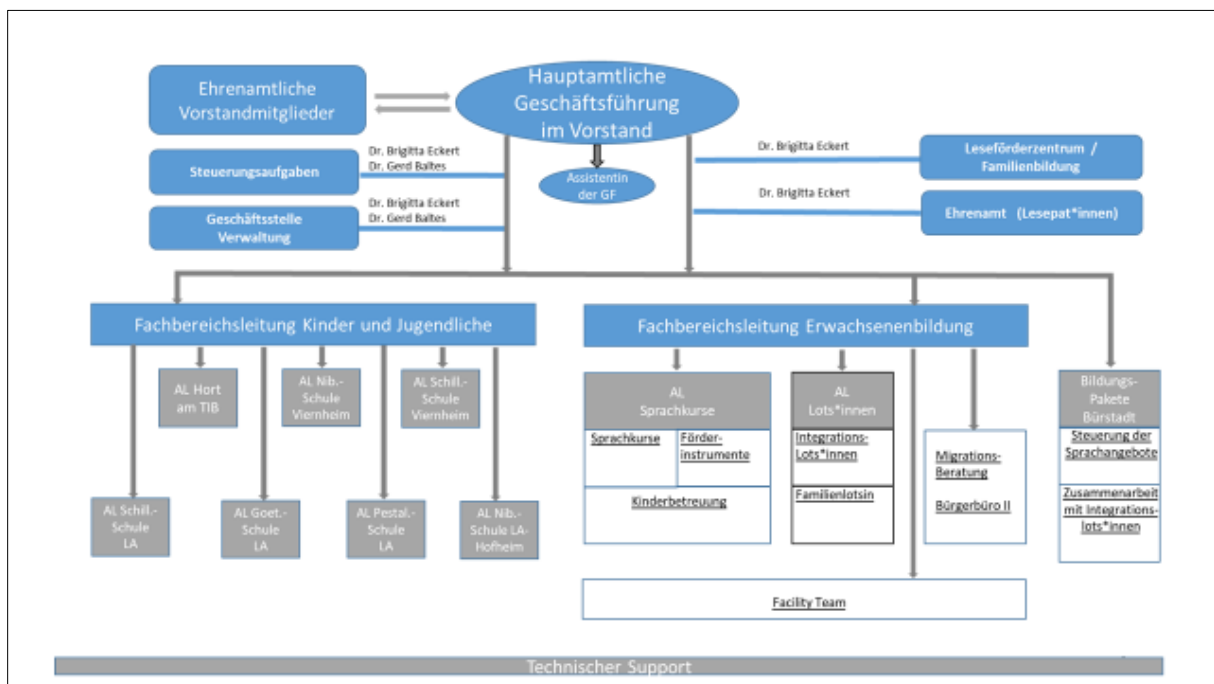 Ehrenamtliche
Vorstandmitglieder
Hauptamtliche
Geschäftsführung
im Vorstand
Dr. Brigitta Eckert
Dr. Gerd Baltes
Steuerungsaufgaben
Assistentin
der GF
Dr. Brigitta Eckert
Leseförderzentrum /
Familienbildung
Dr. Brigitta Eckert
Dr. Gerd Baltes
Geschäftsstelle
Verwaltung
Dr. Brigitta Eckert
Ehrenamt (Lesepat*innen)
Fachbereichsleitung Kinder und Jugendliche
Fachbereichsleitung Erwachsenenbildung
AL Hort
am TIB
AL Nib.-
Schule
Viernheim
AL Schill.-
Schule
Viernheim
AL Schill.-
Schule
LA
AL Goet.-
Schule
LA
AL Pestal.-
Schule
LA
AL Nib.-
Schule LA-
Hofheim
AL
Sprachkurse
Sprachkurse
Förder-
instrumente
Kinderbetreuung
AL
Lots*innen
Integrations-
Lots*innen
Familienlotsin
Migrations-
Beratung
Bürgerbüro II
Bildungs-
Pakete
Bürstadt
Steuerung der
Sprachangebote
Zusammenarbeit
mit Integrations-
lots*innen
Facility Team
Technischer Support